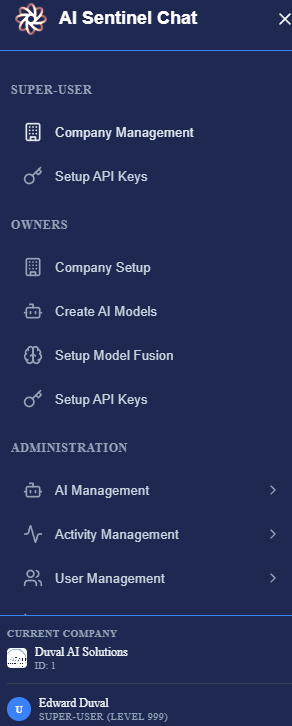 AI Sentinel Chat
SUPER-USER
Company Management
Setup API Keys
OWNERS
Company Setup
Create AI Models
Setup Model Fusion
Setup API Keys
ADMINISTRATION
AI Management
Activity Management
User Management
CURRENT COMPANY
Duval AI Solutions
ID: 1
U
Edward Duval
SUPER-USER (LEVEL 999)